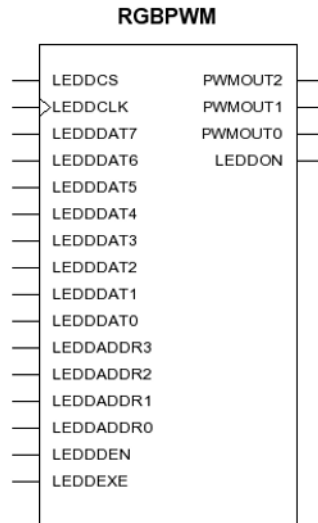 RGBPWM
LEDDCS PWMOUT2
LEDDCLK PWMOUT1
LEDDDAT7 PWMOUT0
LEDDDAT6 LEDDON
LEDDDAT5
LEDDDAT4
LEDDDAT3
LEDDDAT2
LEDDDAT1
LEDDDAT0
LEDDADDR3
LEDDADDR2
LEDDADDR1
LEDDADDR0
LEDDDEN
LEDDEXE